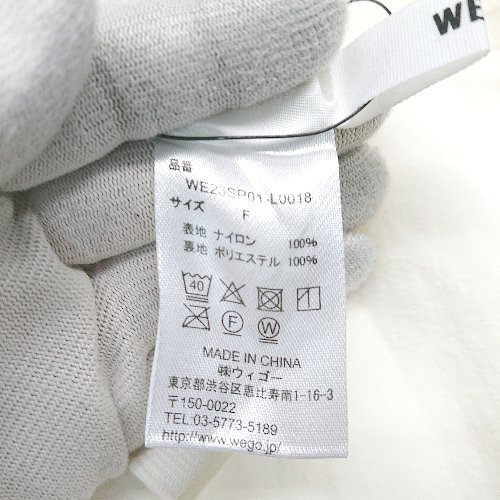 WE
品番
WE23SP01-L0018
サイズ F
表地 ナイロン 100%
裏地 ポリエステル 100%
40
F W
MADE IN CHINA
㈱ウィゴー
東京都渋谷区恵比寿南1-16-3
〒150-0022
TEL:03-5773-5189
http://www.wego.jp/